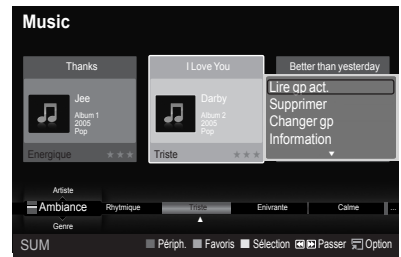 Music
Thanks
I Love You
Better than yesterday
Jee
Album 1
2005
Pop
Darby
Album 2
2005
Pop
Lire gp act.
Supprimer
Changer gp
Information
Energique
Triste
Artiste
Ambiance
Rhytmique
Triste
Enivrante
Calme
...
Genre
SUM
Périph.
Favoris
Sélection
Passer
Option